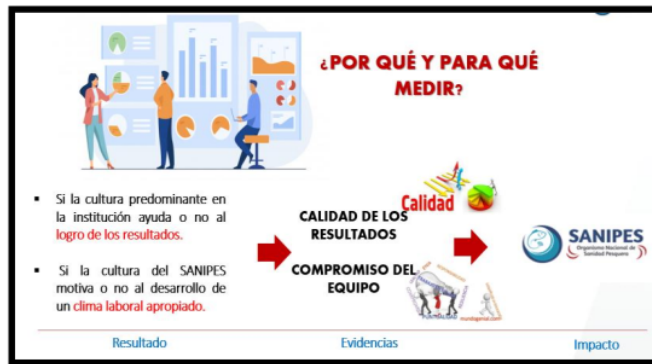 ¿POR QUÉ Y PARA QUÉ
MEDIR?
▪ Si la cultura predominante en
la institución ayuda o no al
logro de los resultados.
▪ Si la cultura del SANIPES
motiva o no al desarrollo de
un clima laboral apropiado.
Calidad
CALIDAD DE LOS
RESULTADOS
COMPROMISO DEL
EQUIPO
PUNTUALIDAD
SANIPES
Organismo Nacional de
Sanidad Pesquera
Resultado
Evidencias
Impacto